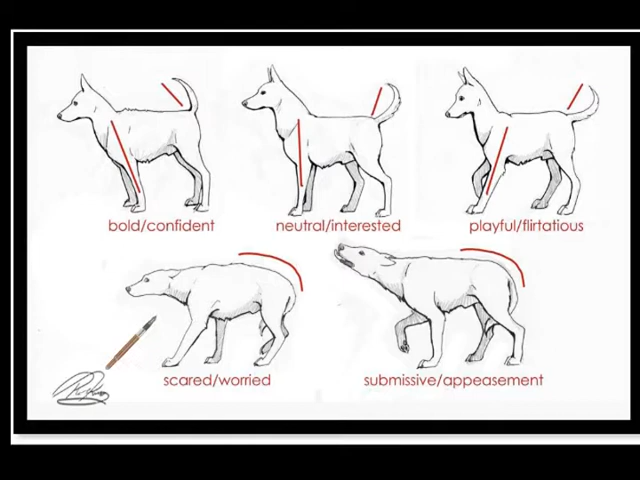 bold/confident
neutral/interested
playful/flirtatious
scared/worried
submissive/appeasement